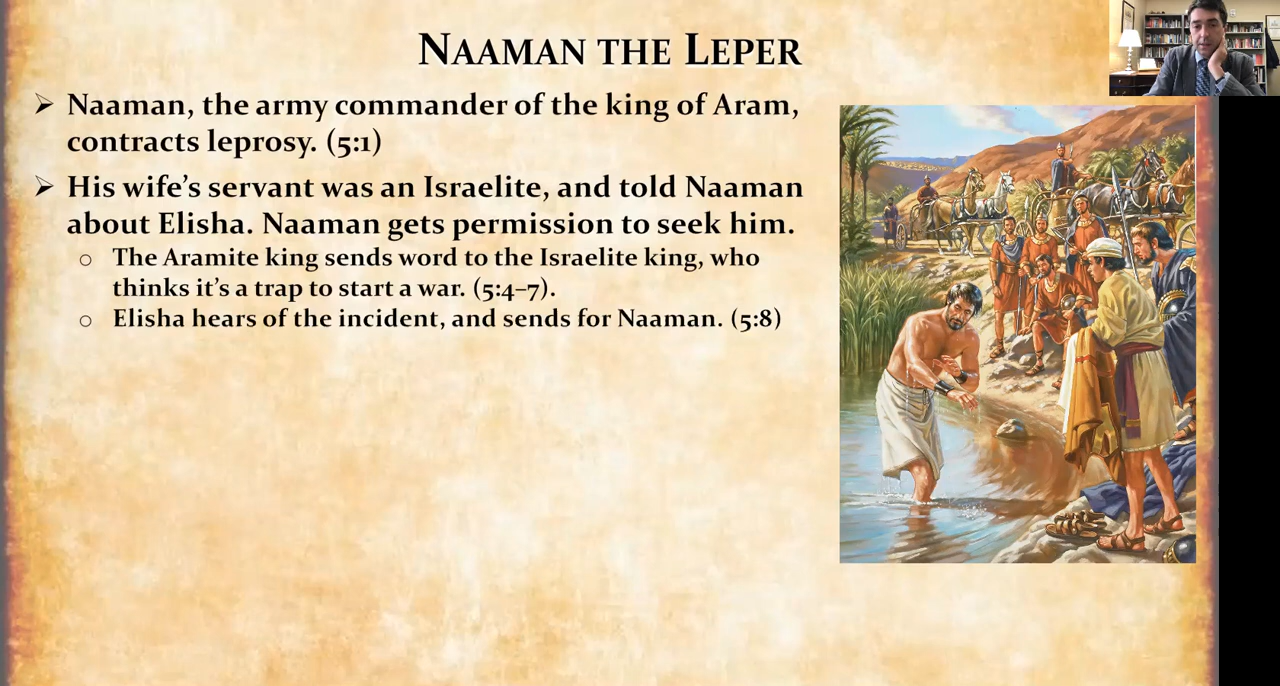 NAAMAN THE LEPER
➢ Naaman, the army commander of the king of Aram,
contracts leprosy. (5:1)
➢ His wife's servant was an Israelite, and told Naaman
about Elisha. Naaman gets permission to seek him.
○ The Aramite king sends word to the Israelite king, who
thinks it's a trap to start a war. (5:4–7).
○ Elisha hears of the incident, and sends for Naaman. (5:8)